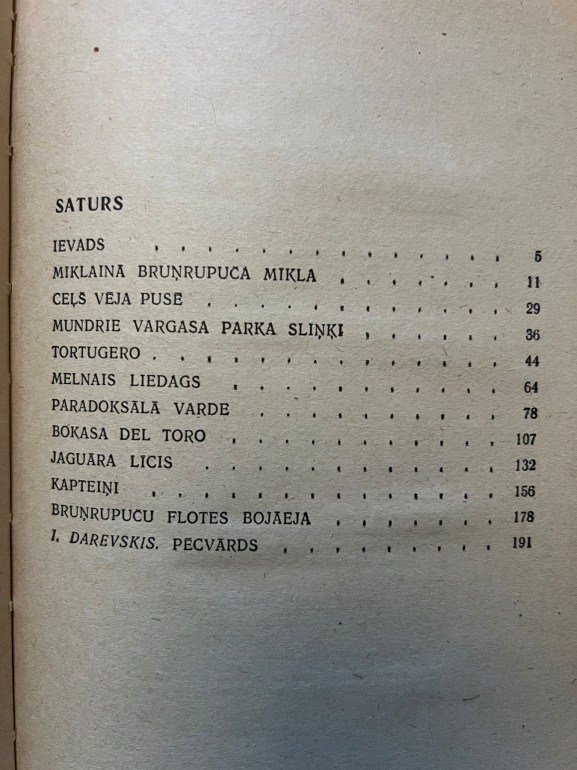 SATURS
IEVADS . . . . . . . . . . . . . . 5
MĪKLAINĀ BRUŅRUPUČA MĪKLA . . . . . . . 11
CEĻŠ VĒJA PUSĒ . . . . . . . . . . . . 29
MUNDRIE VARGASA PARKA SLIŅĶI . . . . . . 36
TORTUGERO . . . . . . . . . . . . . . 44
MELNAIS LIEDAGS . . . . . . . . . . . 64
PARADOKSĀLĀ VARDE . . . . . . . . . . 78
BOKASA DEL TORO . . . . . . . . . . . 107
JAGUĀRA LĪCIS . . . . . . . . . . . . 132
KAPTEIŅI . . . . . . . . . . . . . . 156
BRUŅRUPUČU FLOTES BOJĀEJA . . . . . . . 178
I. DAREVSKIS. PĒCVĀRDS . . . . . . . . . 191